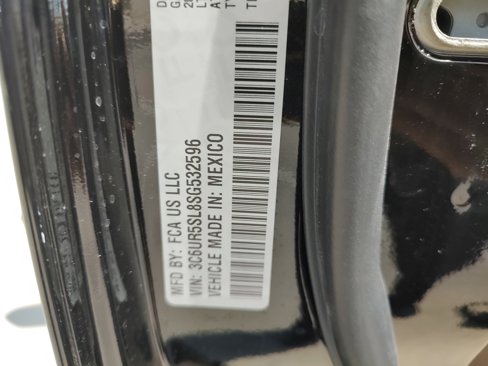 MFD BY: FCA US LLC
VIN: 3C6UR5SL8SG532596
VEHICLE MADE IN: MEXICO